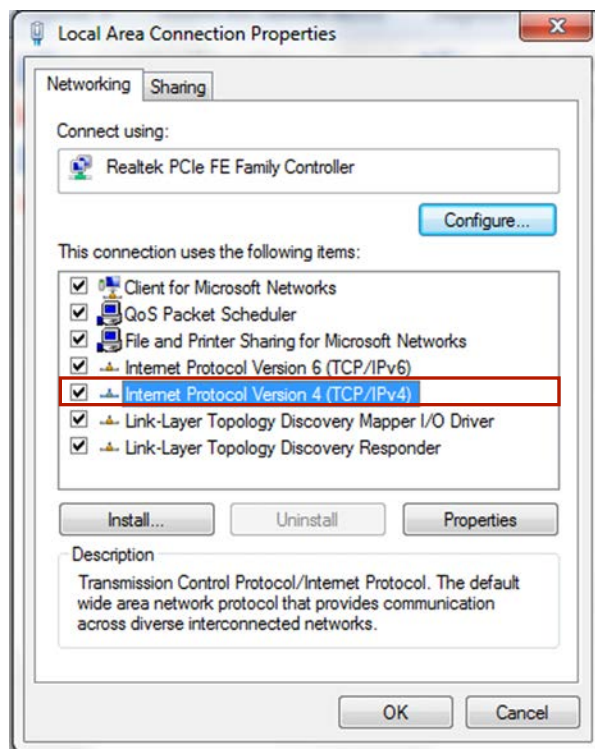 Local Area Connection Properties
Networking
Sharing
Connect using:
Realtek PCIe FE Family Controller
Configure...
This connection uses the following items:
Client for Microsoft Networks
QoS Packet Scheduler
File and Printer Sharing for Microsoft Networks
Internet Protocol Version 6 (TCP/IPv6)
Internet Protocol Version 4 (TCP/IPv4)
Link-Layer Topology Discovery Mapper I/O Driver
Link-Layer Topology Discovery Responder
Install...
Uninstall
Properties
Description
Transmission Control Protocol/Internet Protocol. The default
wide area network protocol that provides communication
across diverse interconnected networks.
OK
Cancel